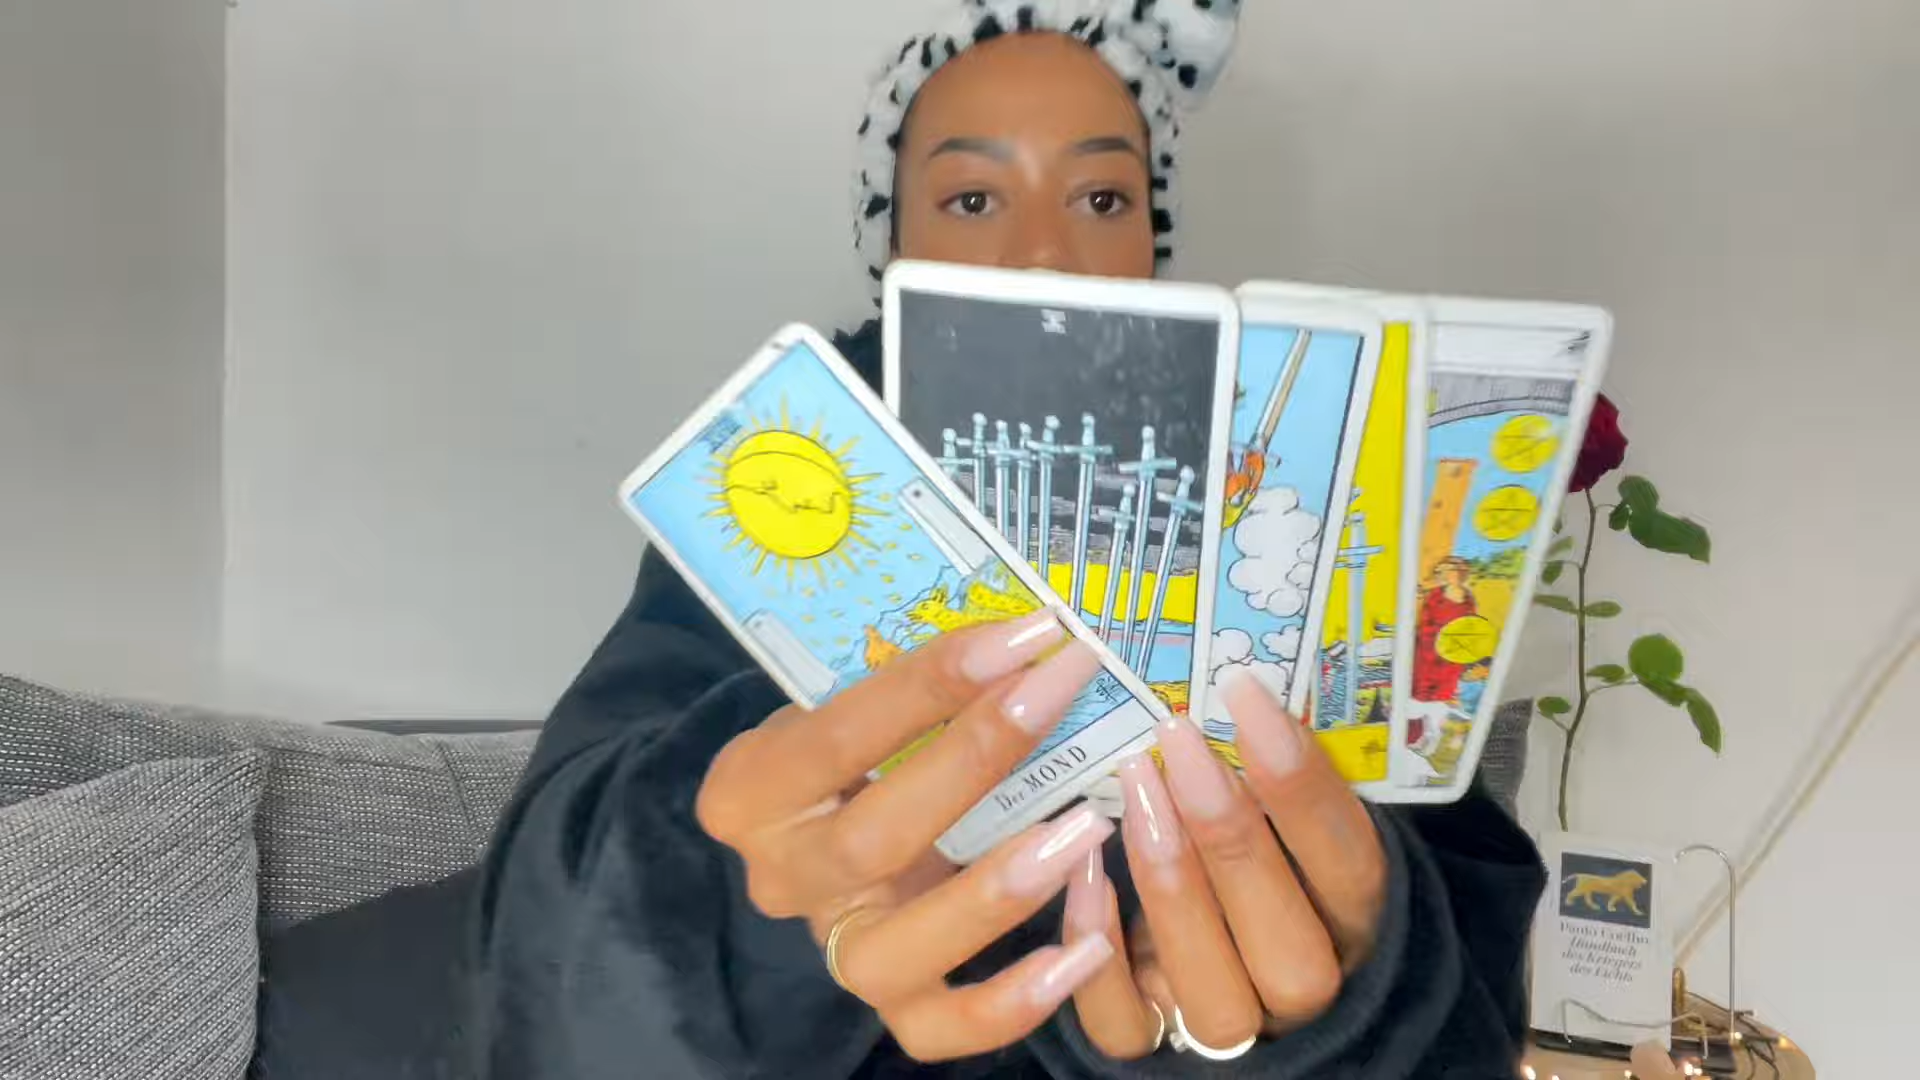 Der MOND
Paulo Coelho
Handbuch
des Kriegers
des Lichts